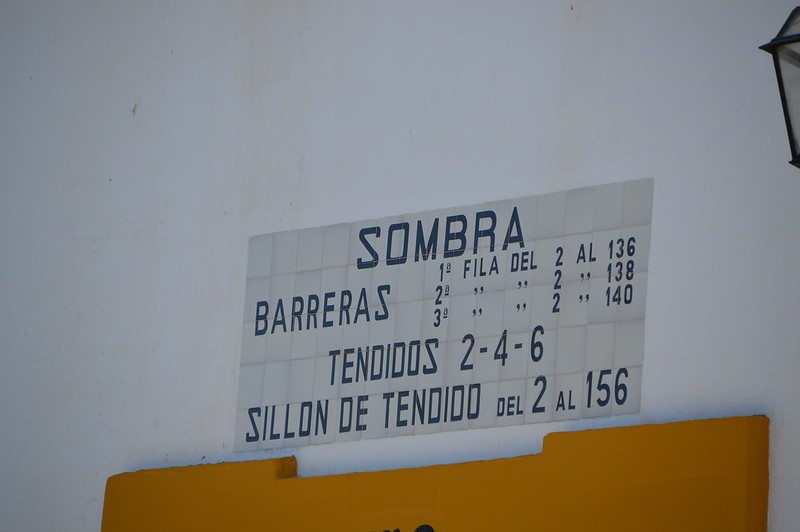 SOMBRA
BARRERAS 1ª FILA DEL 2 AL 136
2ª " " 2 " 138
3ª " " 2 " 140
TENDIDOS 2-4-6
SILLON DE TENDIDO DEL 2 AL 156